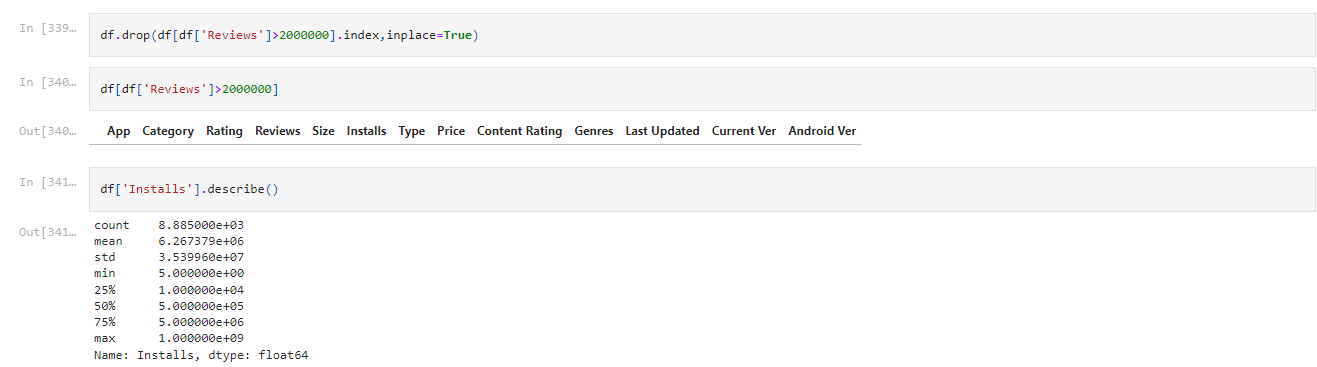 In [339…
df.drop(df[df['Reviews']>2000000].index,inplace=True)
In [340…
df[df['Reviews']>2000000]
Out[340…
App Category Rating Reviews Size Installs Type Price Content Rating Genres Last Updated Current Ver Android Ver
In [341…
df['Installs'].describe()
Out[341…
count 8.885000e+03
mean 6.267379e+06
std 3.539960e+07
min 5.000000e+00
25% 1.000000e+04
50% 5.000000e+05
75% 5.000000e+06
max 1.000000e+09
Name: Installs, dtype: float64